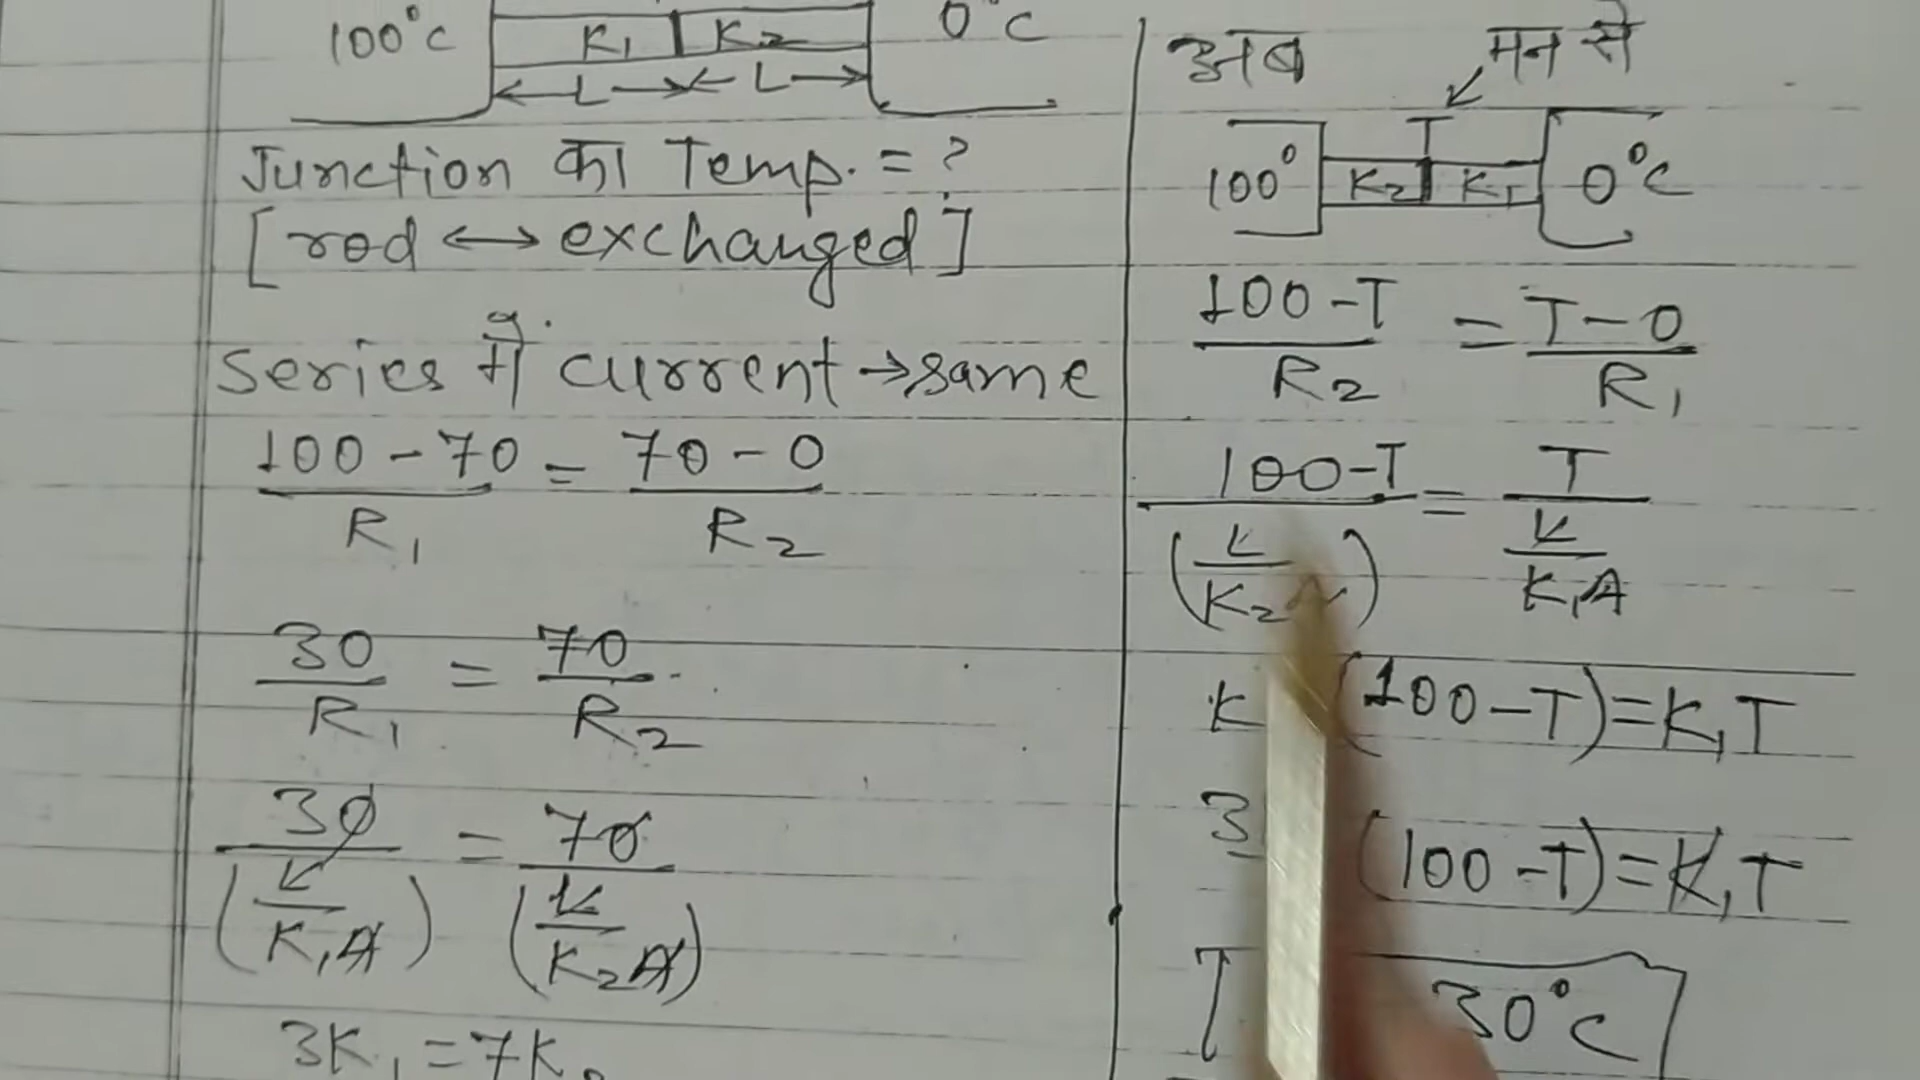 100°C K₁ K₂ 0°C
L L
Junction का Temp. = ?
[rod ↔ exchanged]
Series में current → same
100 - 70 = 70 - 0
R₁ R₂
30 = 70
R₁ R₂
30 = 70
(L/K₁A) (L/K₂A)
3K₁ = 7K₂
अब मन से
T
100° K₂ K₁ 0°C
100 - T = T - 0
R₂ R₁
100 - T = T
(L/K₂A) L/K₁A
K (100 - T) = K₁T
3 (100 - T) = K₁T
T 30°C